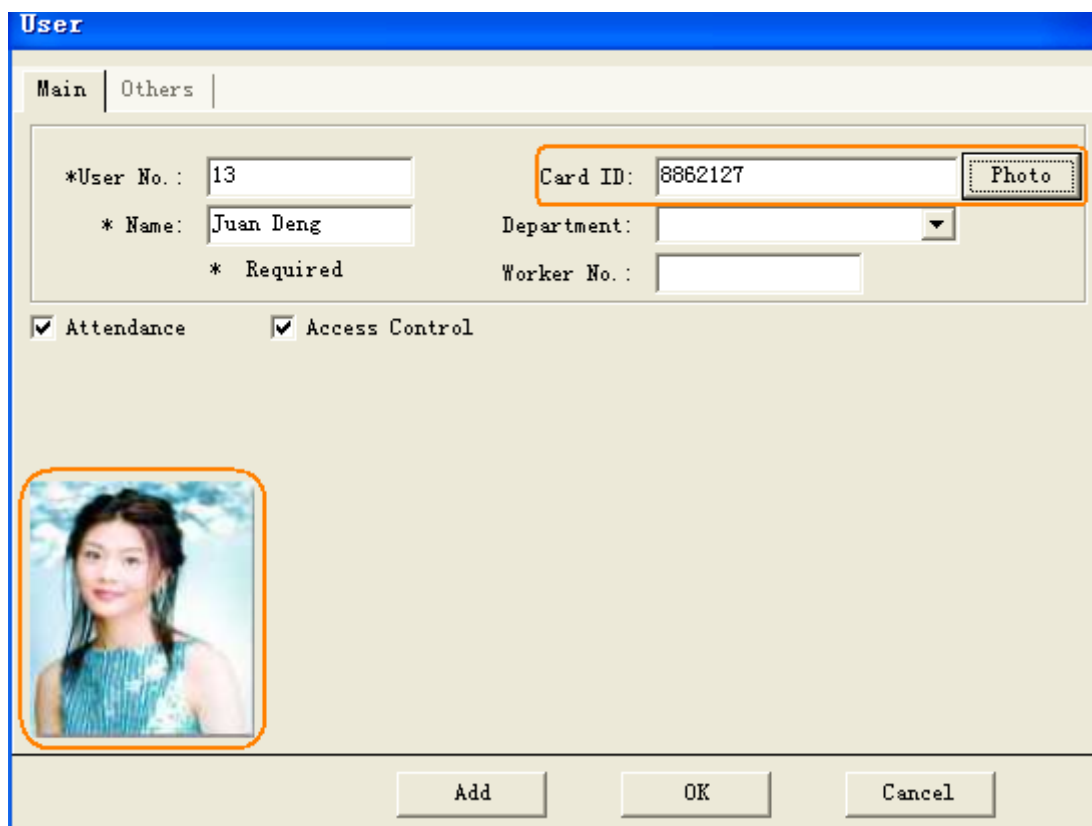 User
Main Others
*User No.: 13 Card ID: 8862127 Photo
* Name: Juan Deng Department:
* Required Worker No.:
Attendance Access Control
Add OK Cancel